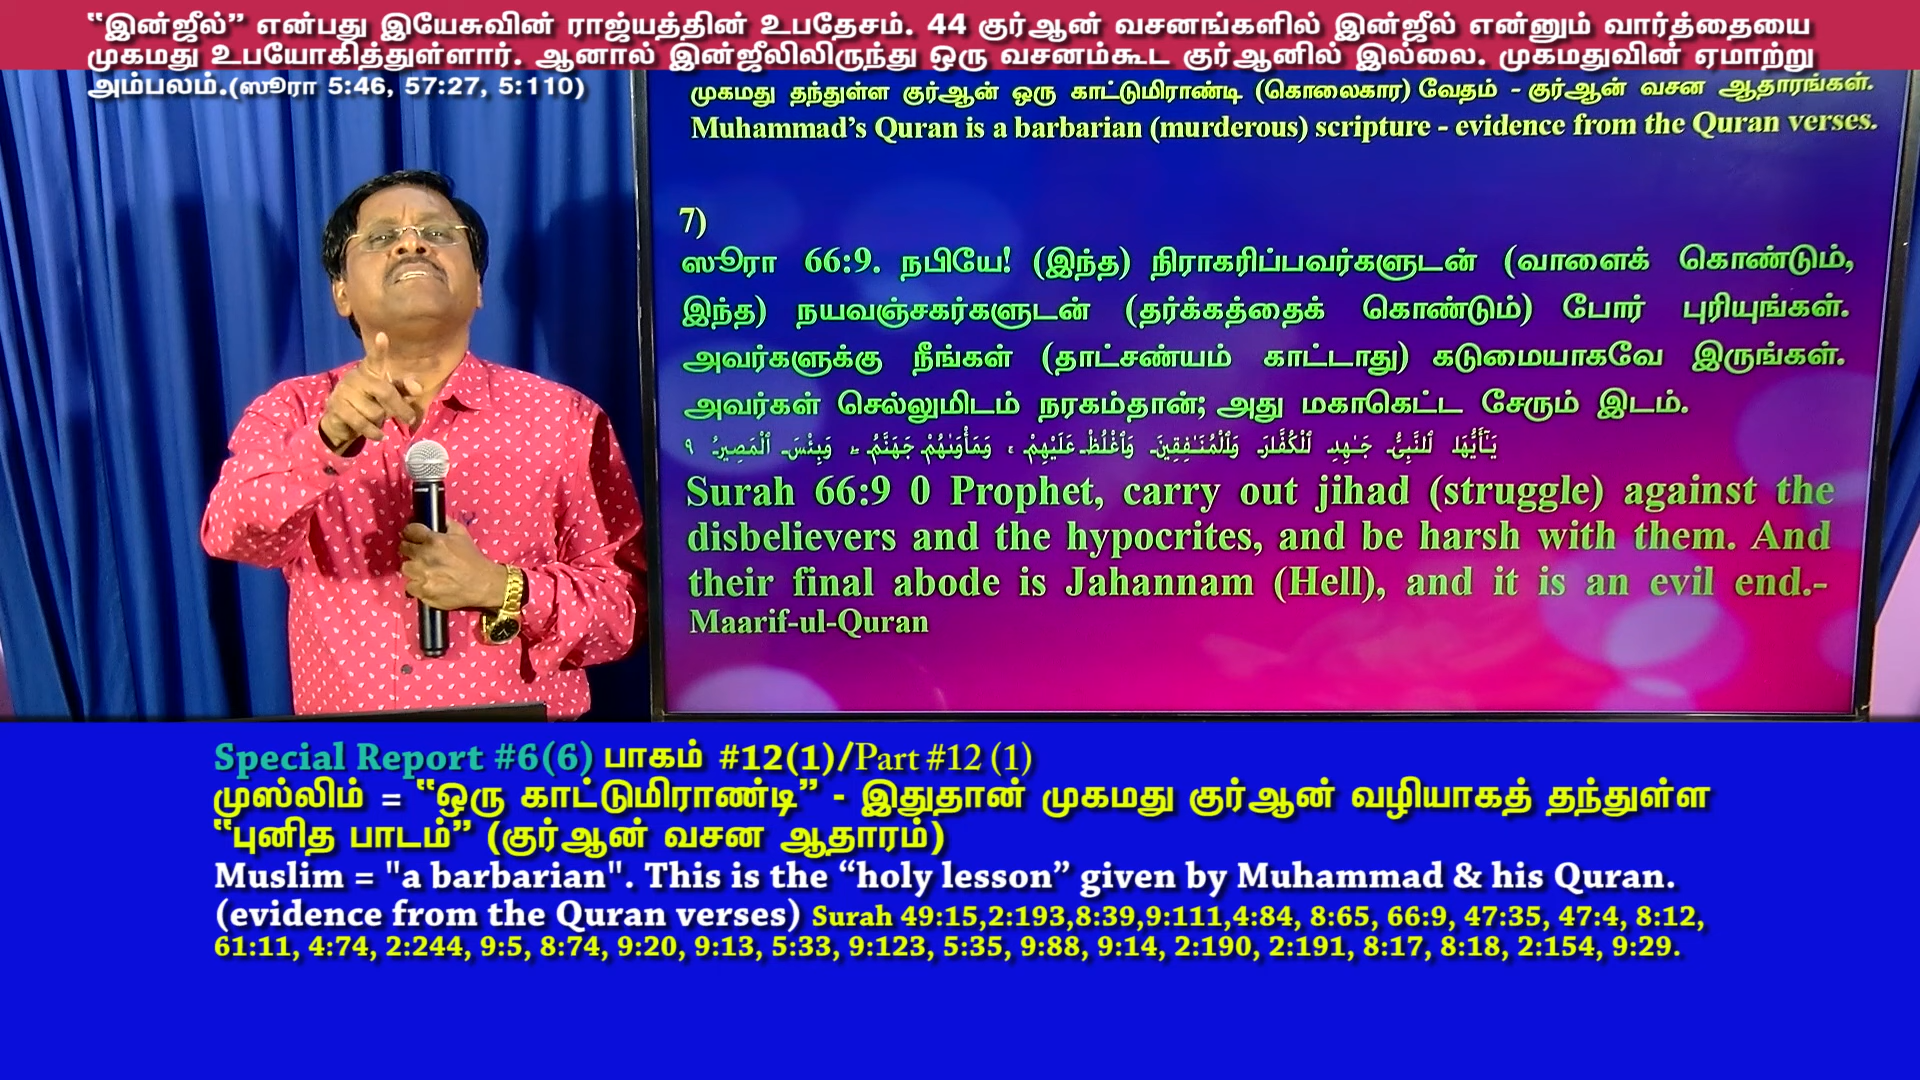 “இன்ஜீல்” என்பது இயேசுவின் ராஜ்யத்தின் உபதேசம். 44 குர்ஆன் வசனங்களில் இன்ஜீல் என்னும் வார்த்தையை
முகமது உபயோகித்துள்ளார். ஆனால் இன்ஜீலிலிருந்து ஒரு வசனம்கூட குர்ஆனில் இல்லை. முகமதுவின் ஏமாற்று
அம்பலம்.(ஸூரா 5:46, 57:27, 5:110)
முகமது தந்துள்ள குர்ஆன் ஒரு காட்டுமிராண்டி (கொலைகார) வேதம் - குர்ஆன் வசன ஆதாரங்கள்.
Muhammad’s Quran is a barbarian (murderous) scripture - evidence from the Quran verses.
7)
ஸூரா 66:9. நபியே! (இந்த) நிராகரிப்பவர்களுடன் (வாளைக் கொண்டும்,
இந்த) நயவஞ்சகர்களுடன் (தர்க்கத்தைக் கொண்டும்) போர் புரியுங்கள்.
அவர்களுக்கு நீங்கள் (தாட்சண்யம் காட்டாது) கடுமையாகவே இருங்கள்.
அவர்கள் செல்லுமிடம் நரகம்தான்; அது மகாகெட்ட சேரும் இடம்.
يَـٰٓأَيُّهَا ٱلنَّبِىُّ جَـٰهِدِ ٱلْكُفَّارَ وَٱلْمُنَـٰفِقِينَ وَٱغْلُظْ عَلَيْهِمْ ۚ وَمَأْوَىٰهُمْ جَهَنَّمُ ۖ وَبِئْسَ ٱلْمَصِيرُ ٩
Surah 66:9 0 Prophet, carry out jihad (struggle) against the
disbelievers and the hypocrites, and be harsh with them. And
their final abode is Jahannam (Hell), and it is an evil end.-
Maarif-ul-Quran
Special Report #6(6) பாகம் #12(1)/Part #12 (1)
முஸ்லிம் = “ஒரு காட்டுமிராண்டி” - இதுதான் முகமது குர்ஆன் வழியாகத் தந்துள்ள
“புனித பாடம்” (குர்ஆன் வசன ஆதாரம்)
Muslim = "a barbarian". This is the “holy lesson” given by Muhammad & his Quran.
(evidence from the Quran verses) Surah 49:15,2:193,8:39,9:111,4:84, 8:65, 66:9, 47:35, 47:4, 8:12,
61:11, 4:74, 2:244, 9:5, 8:74, 9:20, 9:13, 5:33, 9:123, 5:35, 9:88, 9:14, 2:190, 2:191, 8:17, 8:18, 2:154, 9:29.